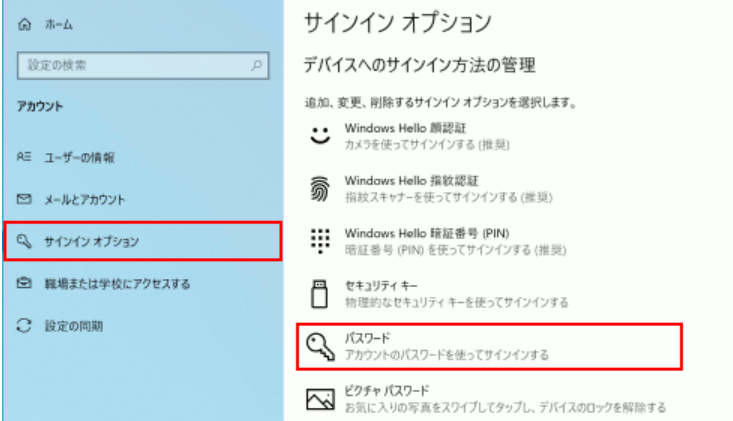 ホーム
設定の検索
アカウント
ユーザーの情報
メールとアカウント
サインイン オプション
職場または学校にアクセスする
設定の同期
サインイン オプション
デバイスへのサインイン方法の管理
追加、変更、削除するサインイン オプションを選択します。
Windows Hello 顔認証
カメラを使ってサインインする (推奨)
Windows Hello 指紋認証
指紋スキャナーを使ってサインインする (推奨)
Windows Hello 暗証番号 (PIN)
暗証番号 (PIN) を使ってサインインする (推奨)
セキュリティ キー
物理的なセキュリティ キーを使ってサインインする
パスワード
アカウントのパスワードを使ってサインインする
ピクチャ パスワード
お気に入りの写真をスワイプしてタップし、デバイスのロックを解除する